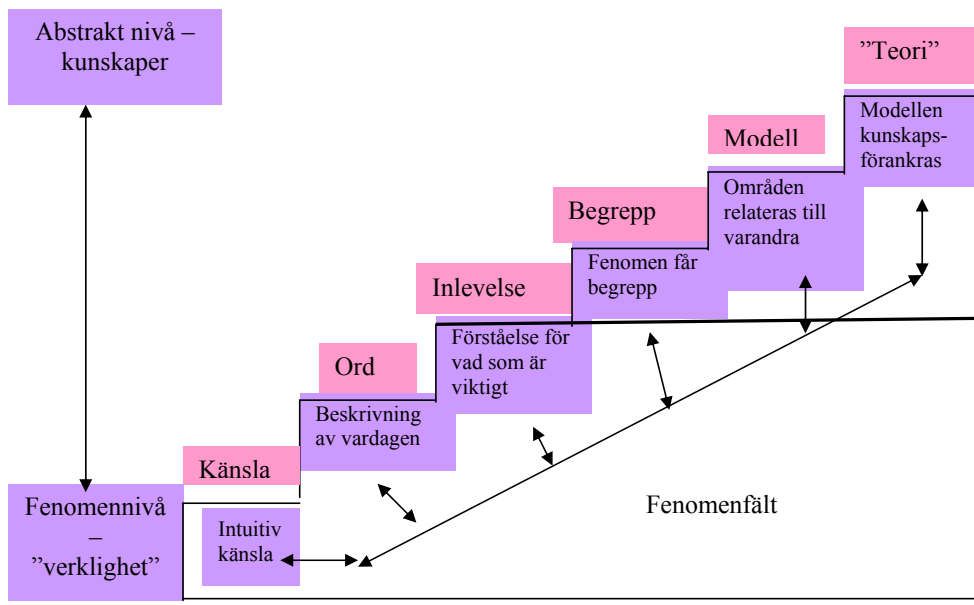 Abstrakt nivå –
kunskaper
”Teori”
Modellen
kunskaps-
förankras
Modell
Områden
relateras till
varandra
Begrepp
Fenomen får
begrepp
Inlevelse
Förståelse för
vad som är
viktigt
Ord
Beskrivning
av vardagen
Känsla
Intuitiv
känsla
Fenomennivå
–
”verklighet”
Fenomenfält